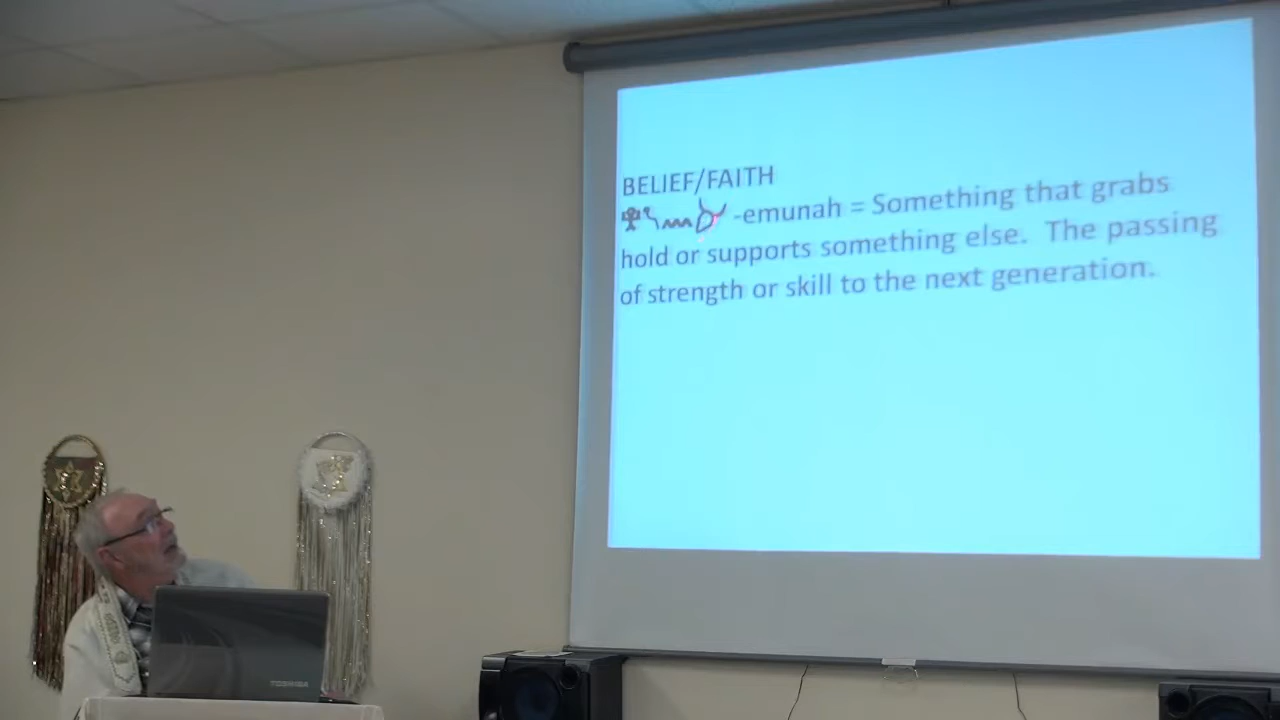 BELIEF/FAITH
-emunah = Something that grabs
hold or supports something else. The passing
of strength or skill to the next generation.
TOSHIBA